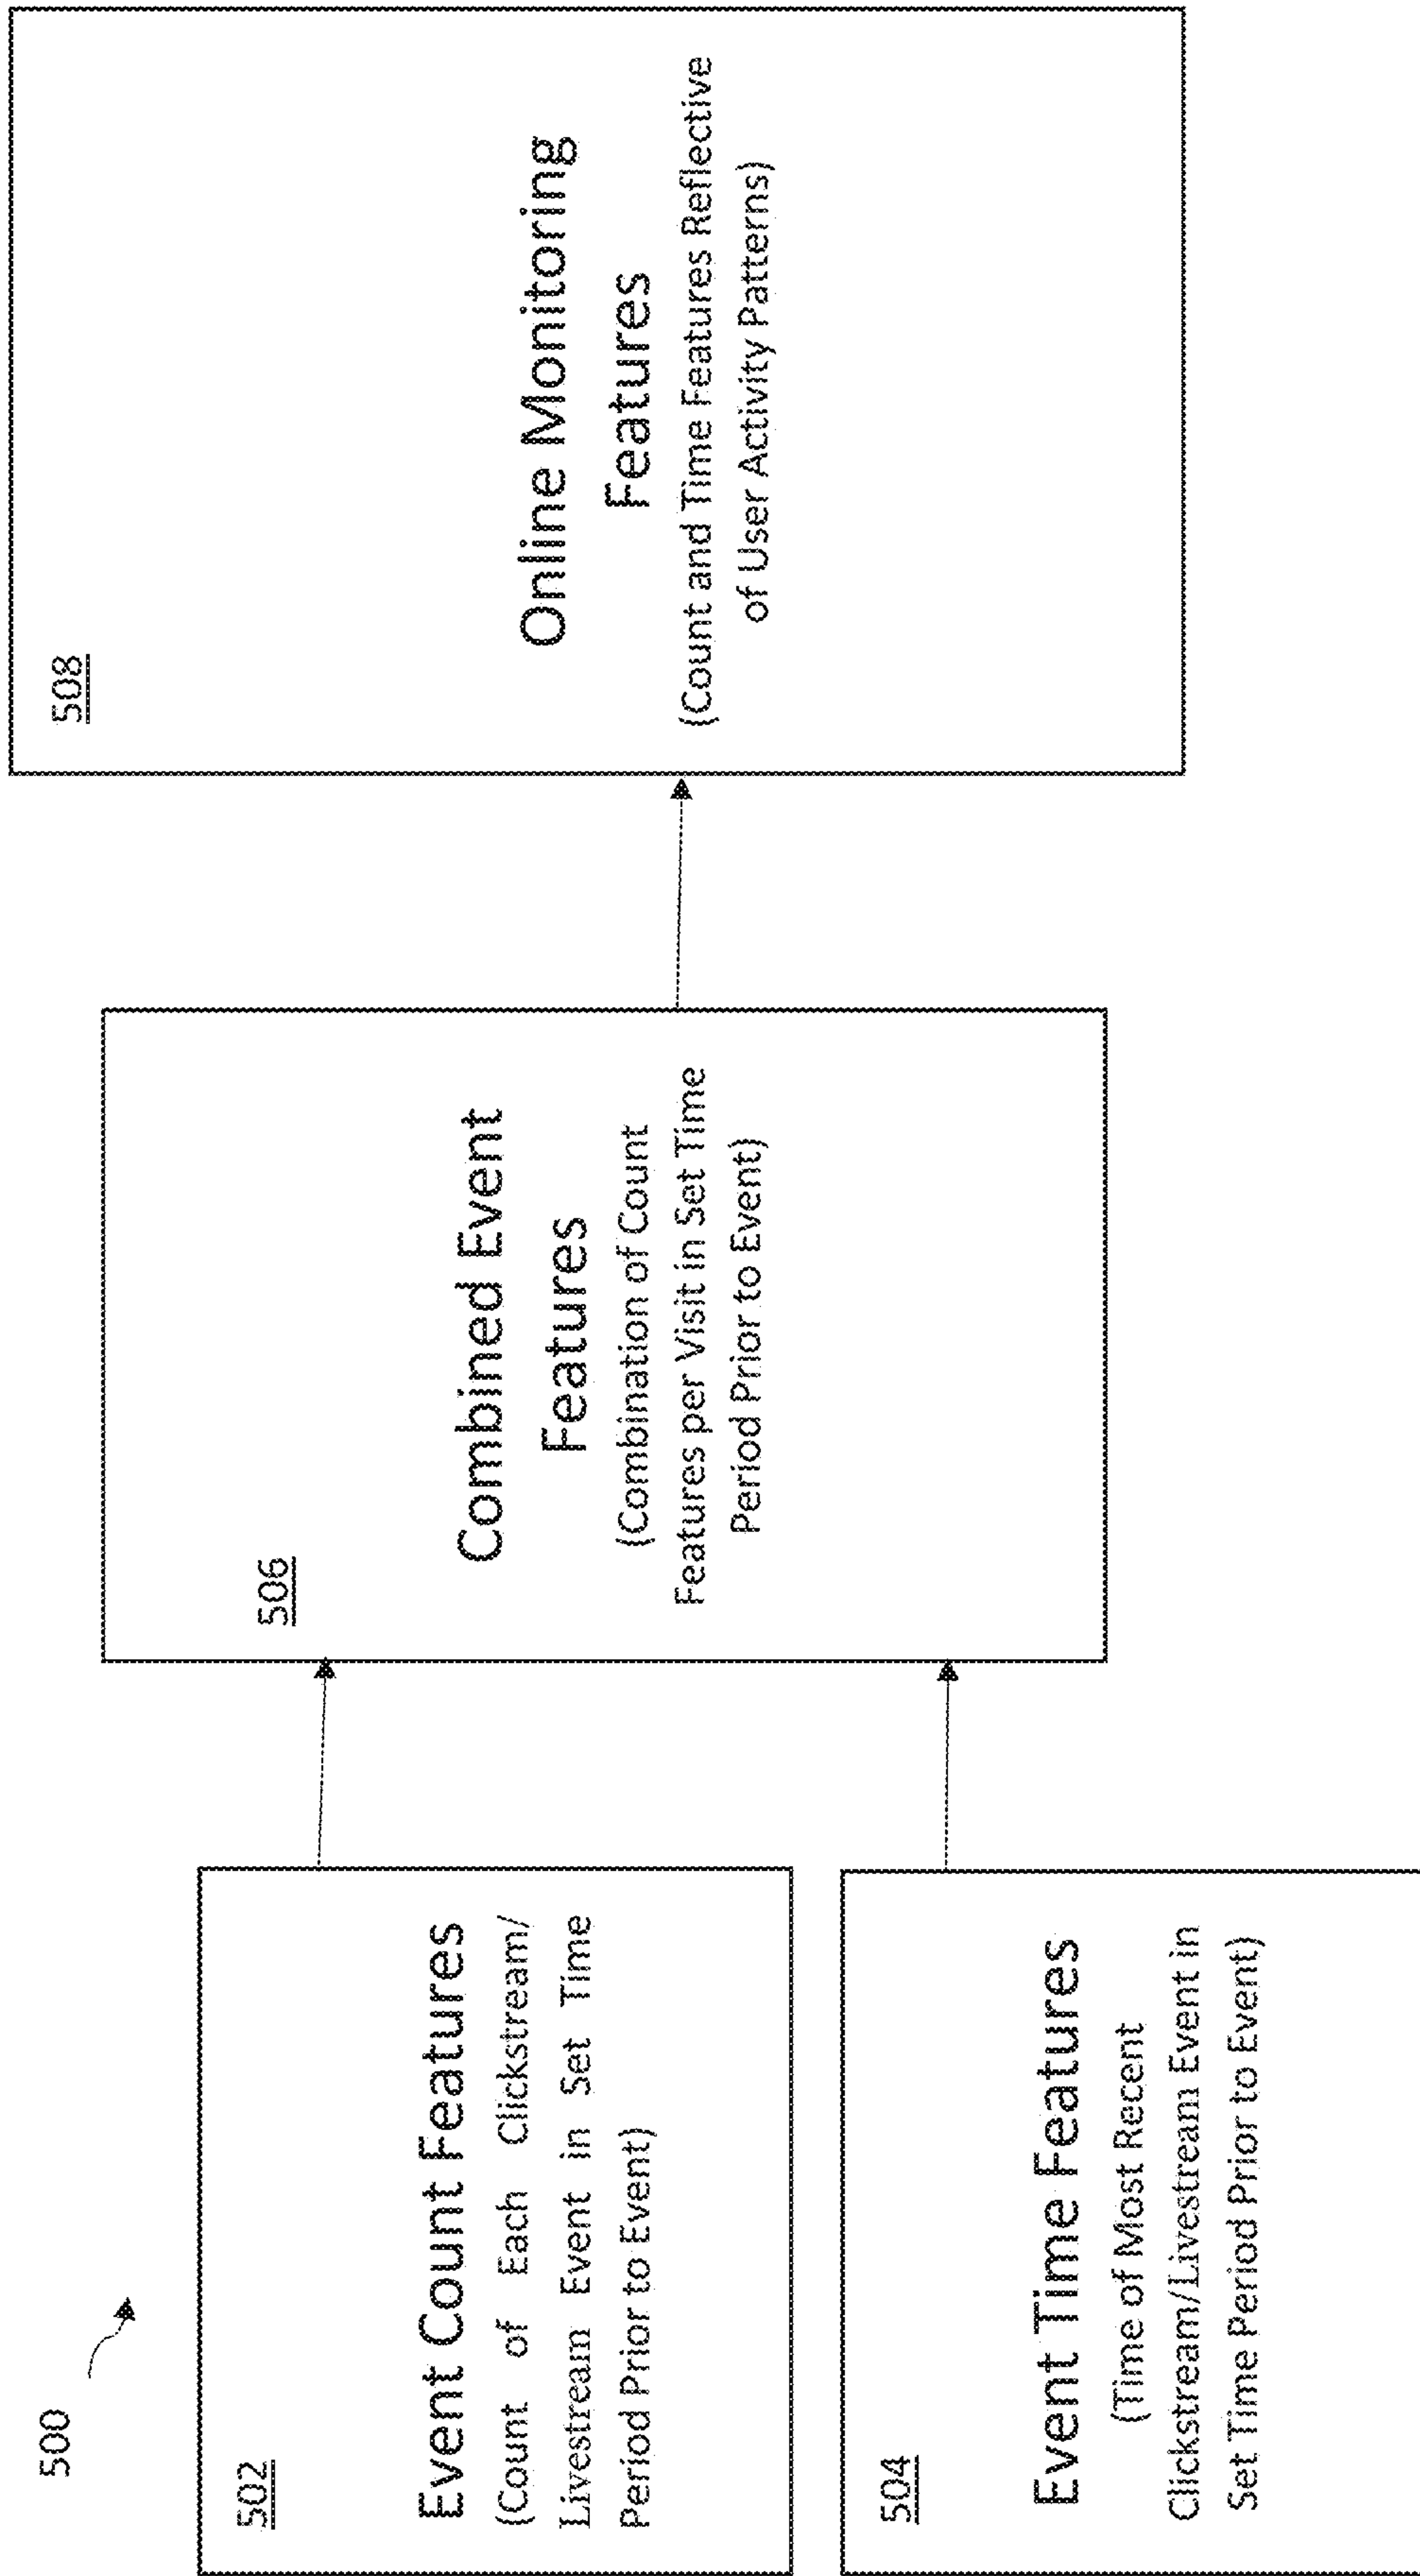 500
502
Event Count Features
(Count of Each Clickstream/
Livestream Event in Set Time
Period Prior to Event)
504
Event Time Features
(Time of Most Recent
Clickstream/Livestream Event in
Set Time Period Prior to Event)
506
Combined Event
Features
(Combination of Count
Features per Visit in Set Time
Period Prior to Event)
508
Online Monitoring
Features
(Count and Time Features Reflective
of User Activity Patterns)